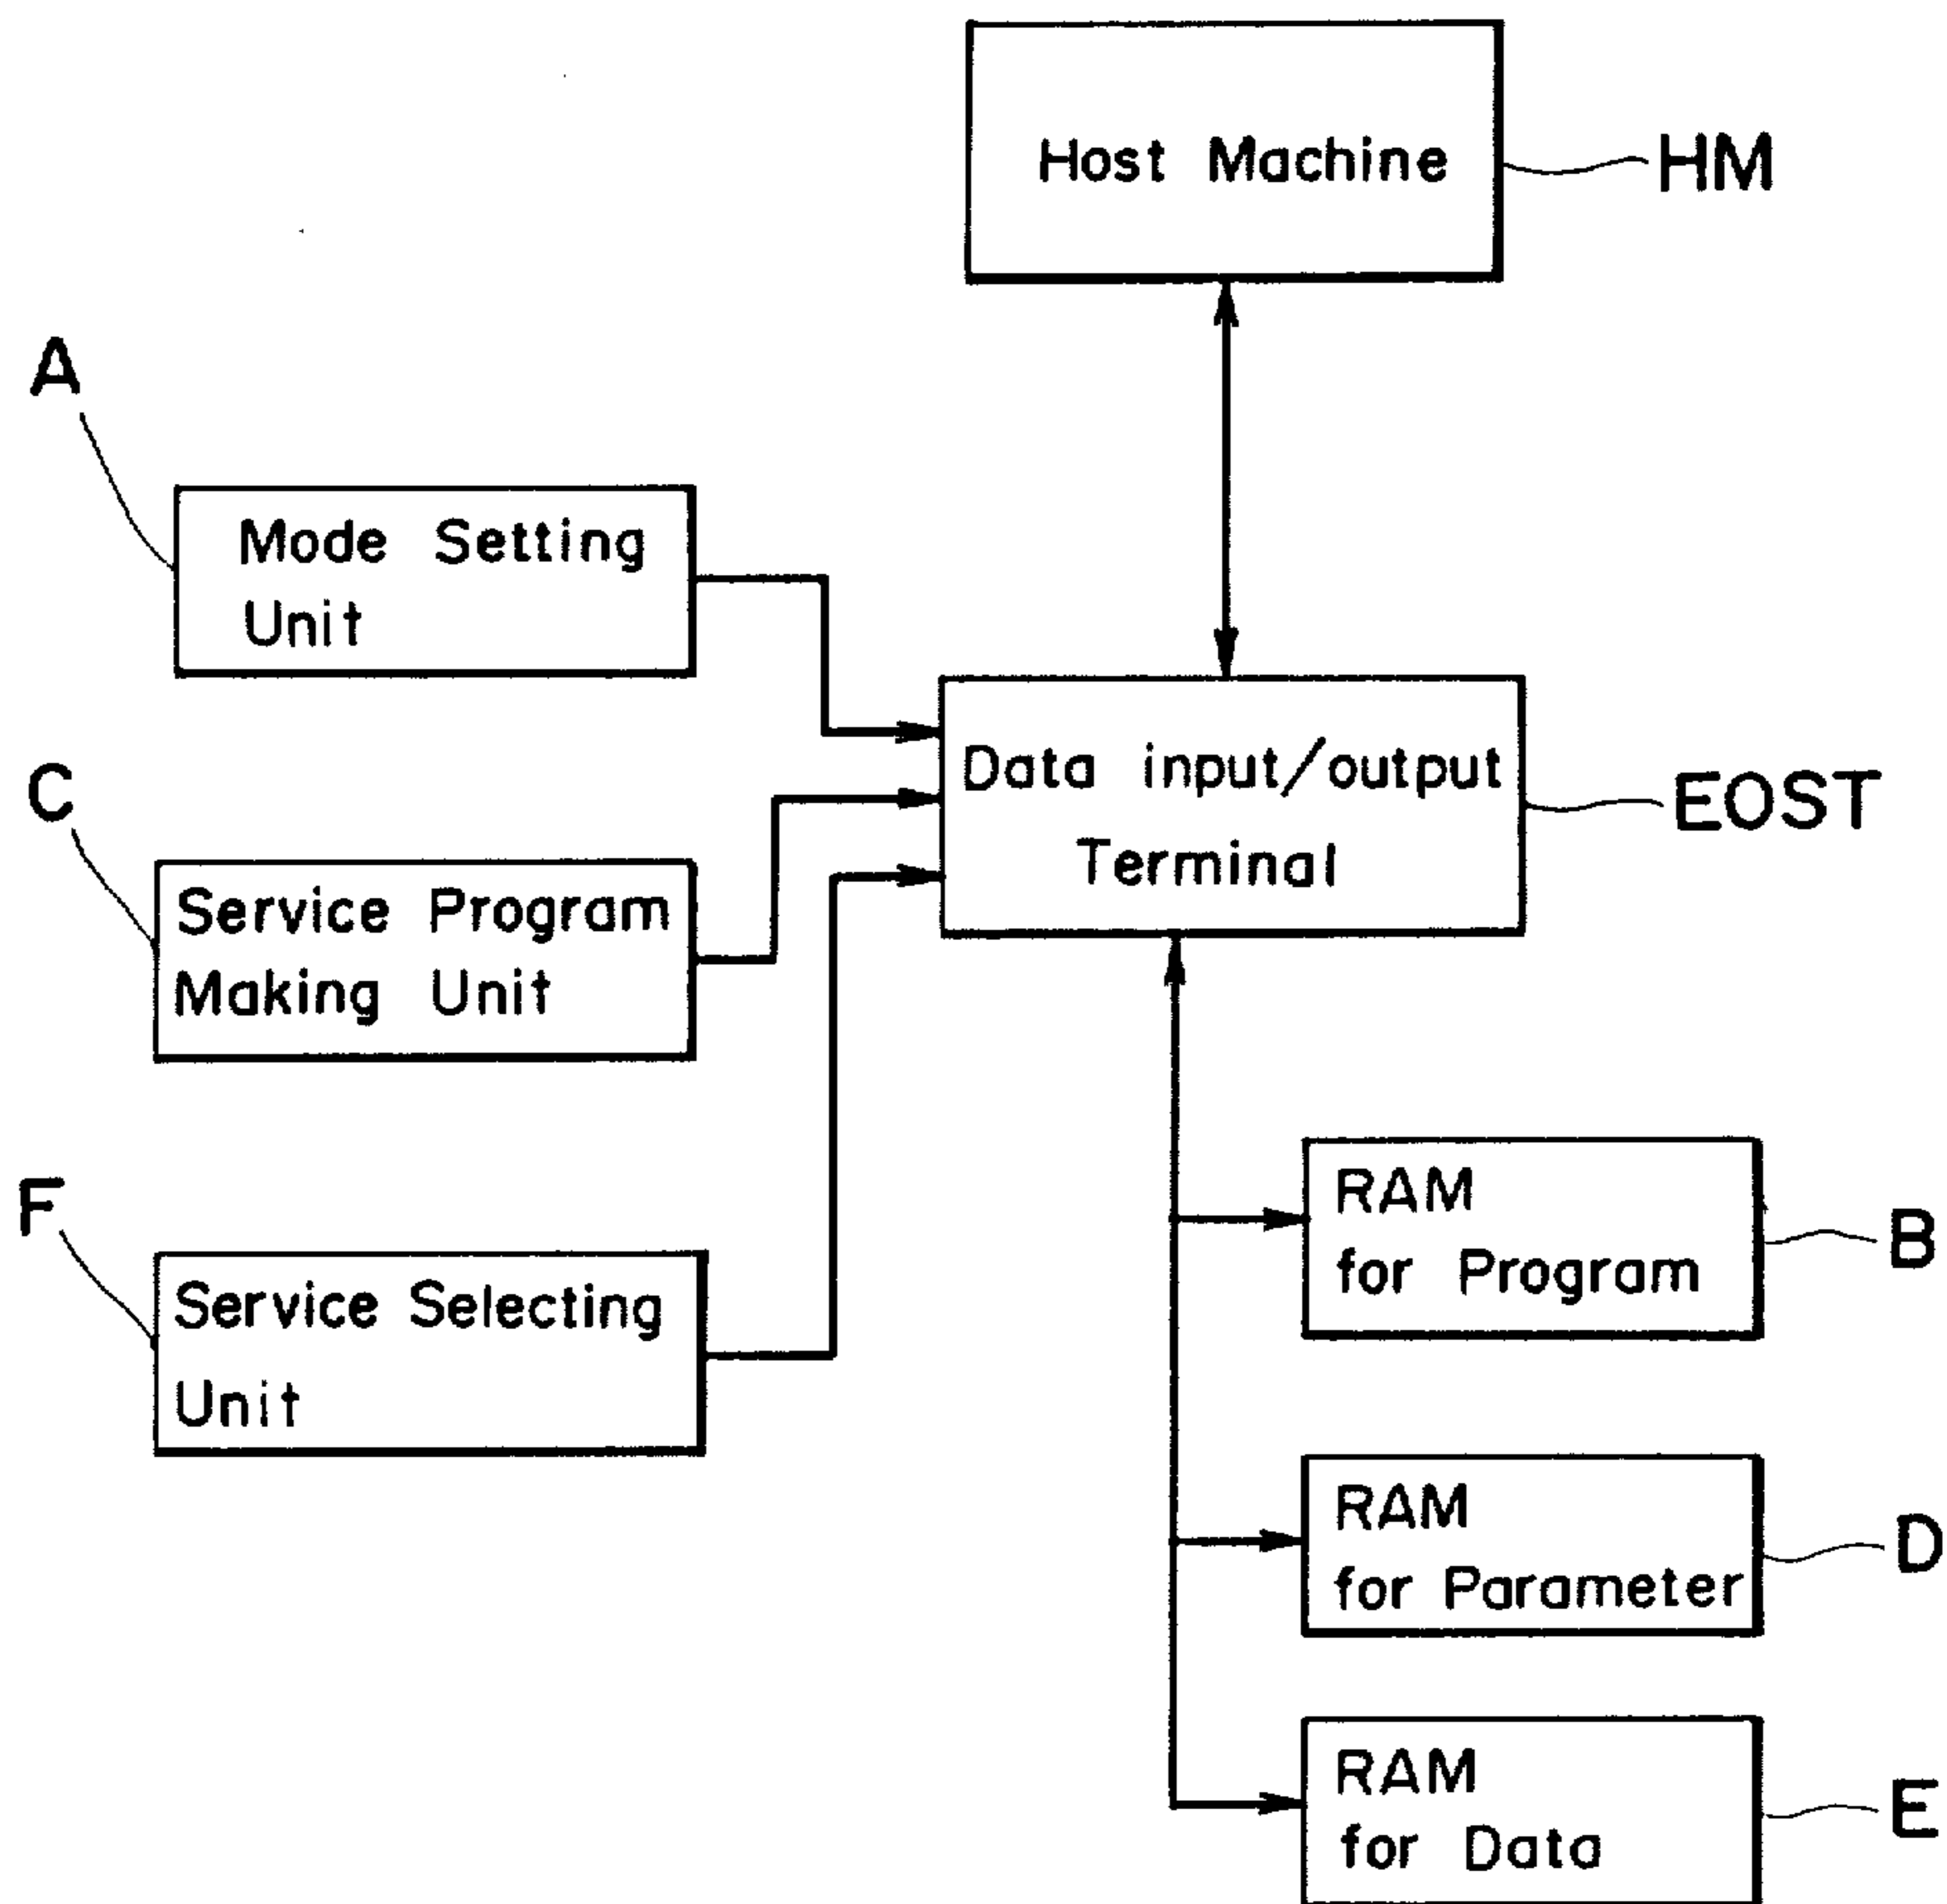 Host Machine
HM
A
Mode Setting
Unit
Data input/output
Terminal
EOST
C
Service Program
Making Unit
F
Service Selecting
Unit
RAM
for Program
B
RAM
for Parameter
D
RAM
for Data
E